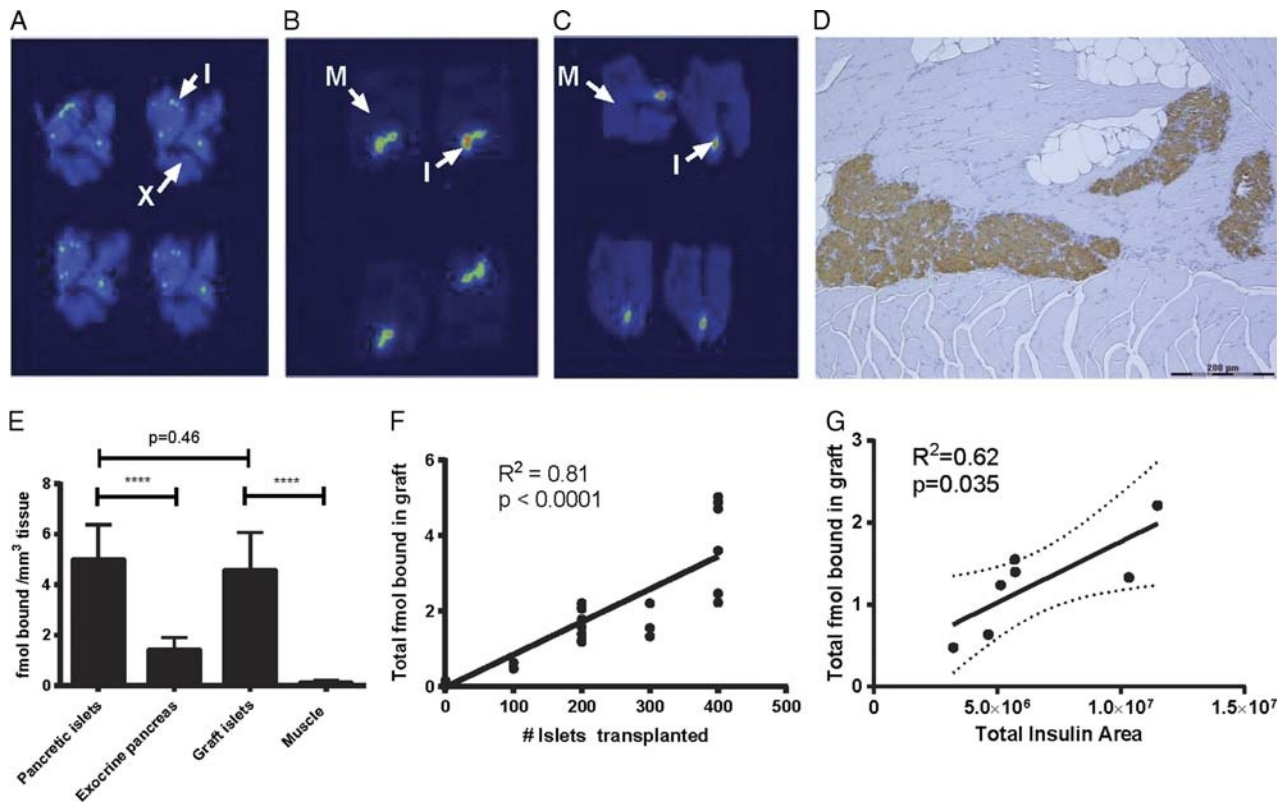 A
B
C
D
I
X
M
I
M
I
200 µm
E
p=0.46
****
****
fmol bound /mm³ tissue
8
6
4
2
0
Pancretic islets
Exocrine pancreas
Graft islets
Muscle
F
R² = 0.81
p < 0.0001
Total fmol bound in graft
6
4
2
0
0 100 200 300 400 500
# Islets transplanted
G
R²=0.62
p=0.035
Total fmol bound in graft
3
2
1
0
0 5.0×10⁶ 1.0×10⁷ 1.5×10⁷
Total Insulin Area